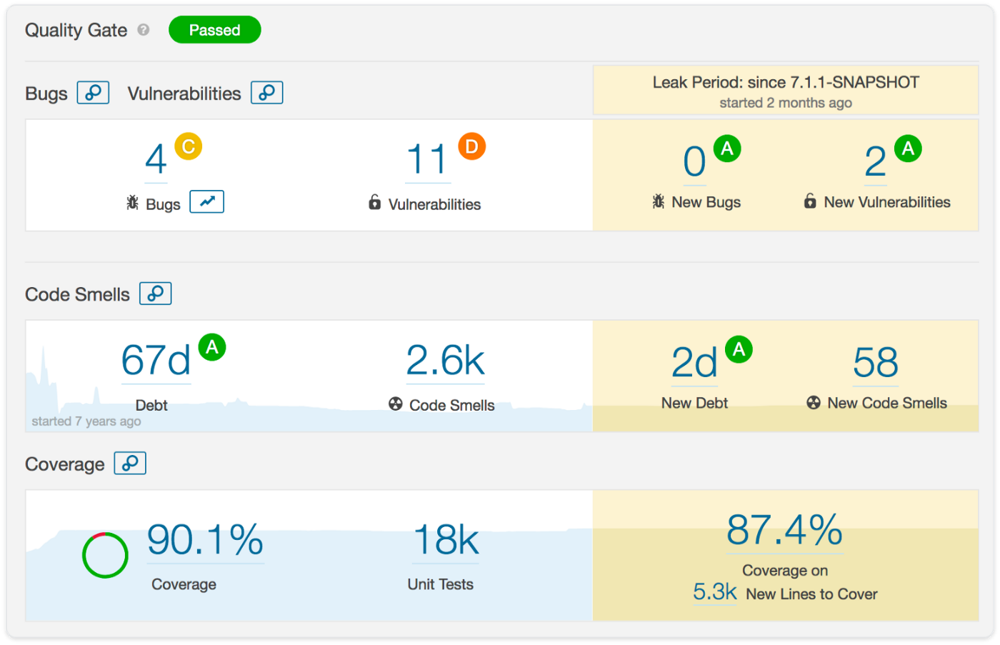 Quality Gate ? Passed
Bugs Vulnerabilities
Leak Period: since 7.1.1-SNAPSHOT
started 2 months ago
4 C
Bugs
11 D
Vulnerabilities
0 A
New Bugs
2 A
New Vulnerabilities
Code Smells
67d A
Debt
started 7 years ago
2.6k
Code Smells
2d A
New Debt
58
New Code Smells
Coverage
90.1%
Coverage
18k
Unit Tests
87.4%
Coverage on
5.3k New Lines to Cover